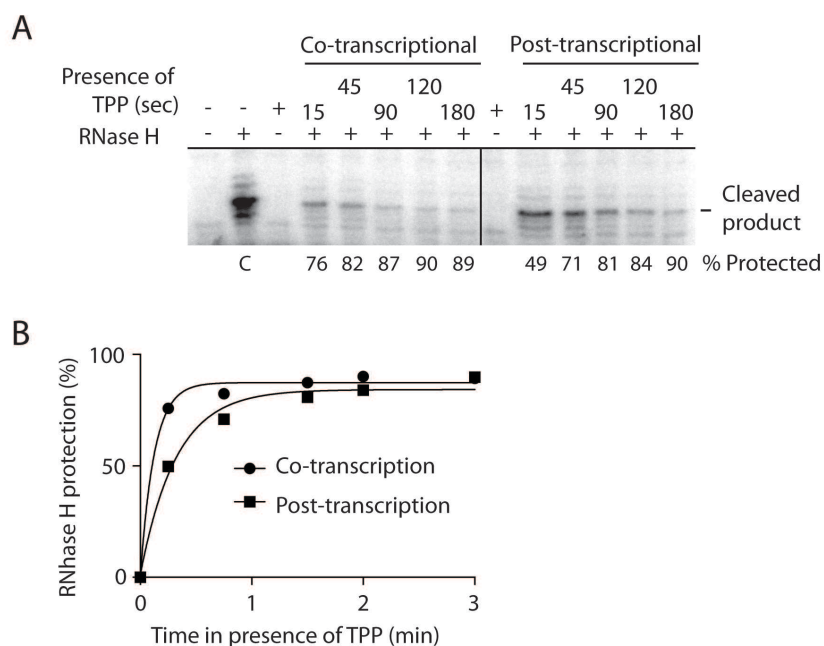 A
Co-transcriptional Post-transcriptional
Presence of
TPP (sec)
45 120 45 120
- - + 15 90 180 + 15 90 180
RNase H - + - + + + + + - + + + + +
Cleaved
product
C 76 82 87 90 89 49 71 81 84 90 % Protected
B
RNhase H protection (%)
100
50
0
Co-transcription
Post-transcription
0 1 2 3
Time in presence of TPP (min)